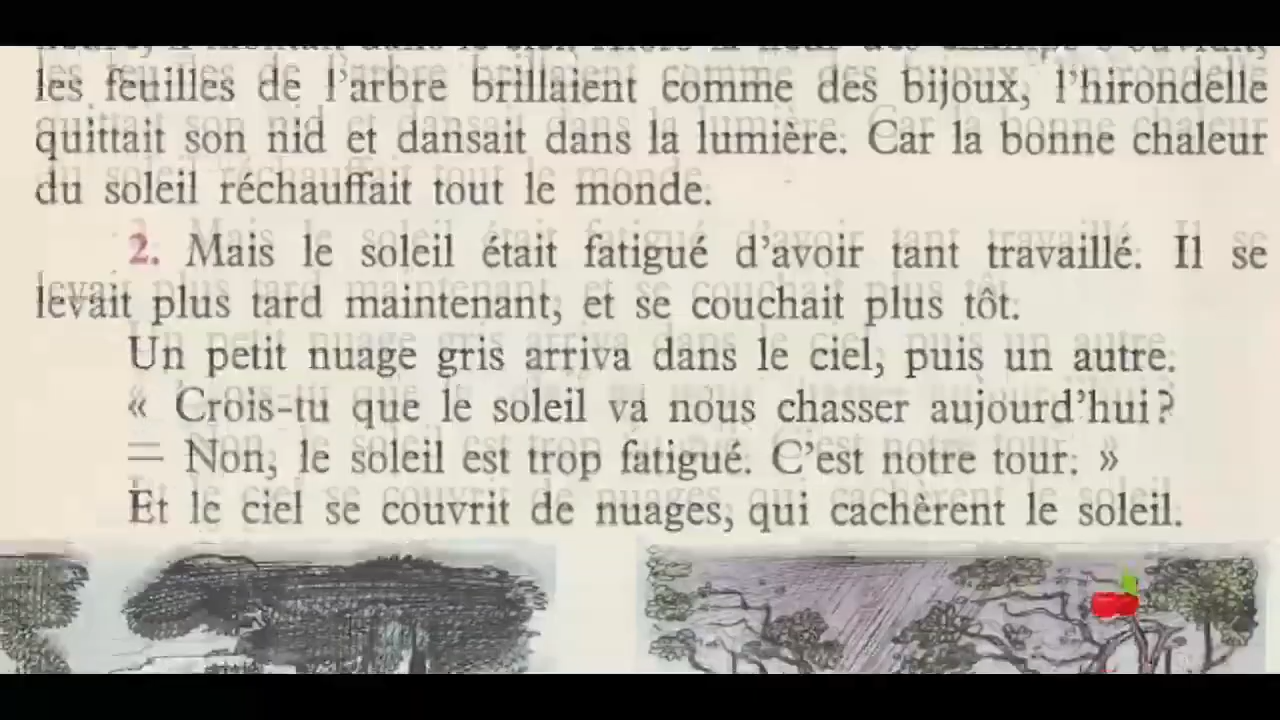 les feuilles de l'arbre brillaient comme des bijoux, l'hirondelle
quittait son nid et dansait dans la lumière. Car la bonne chaleur
du soleil réchauffait tout le monde.
2. Mais le soleil était fatigué d'avoir tant travaillé. Il se
levait plus tard maintenant, et se couchait plus tôt.
Un petit nuage gris arriva dans le ciel, puis un autre.
« Crois-tu que le soleil va nous chasser aujourd'hui?
— Non, le soleil est trop fatigué. C'est notre tour. »
Et le ciel se couvrit de nuages, qui cachèrent le soleil.